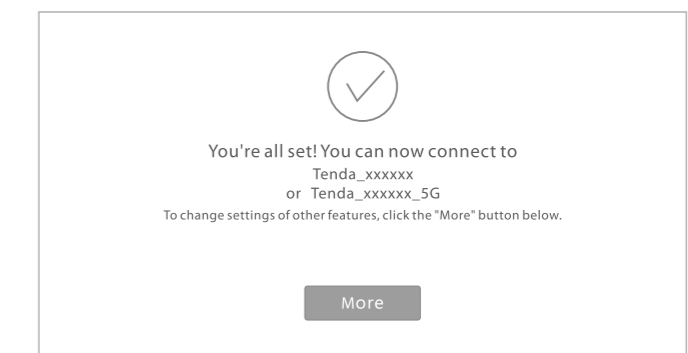 You're all set! You can now connect to
Tenda_xxxxxx
or Tenda_xxxxxx_5G
To change settings of other features, click the "More" button below.
More